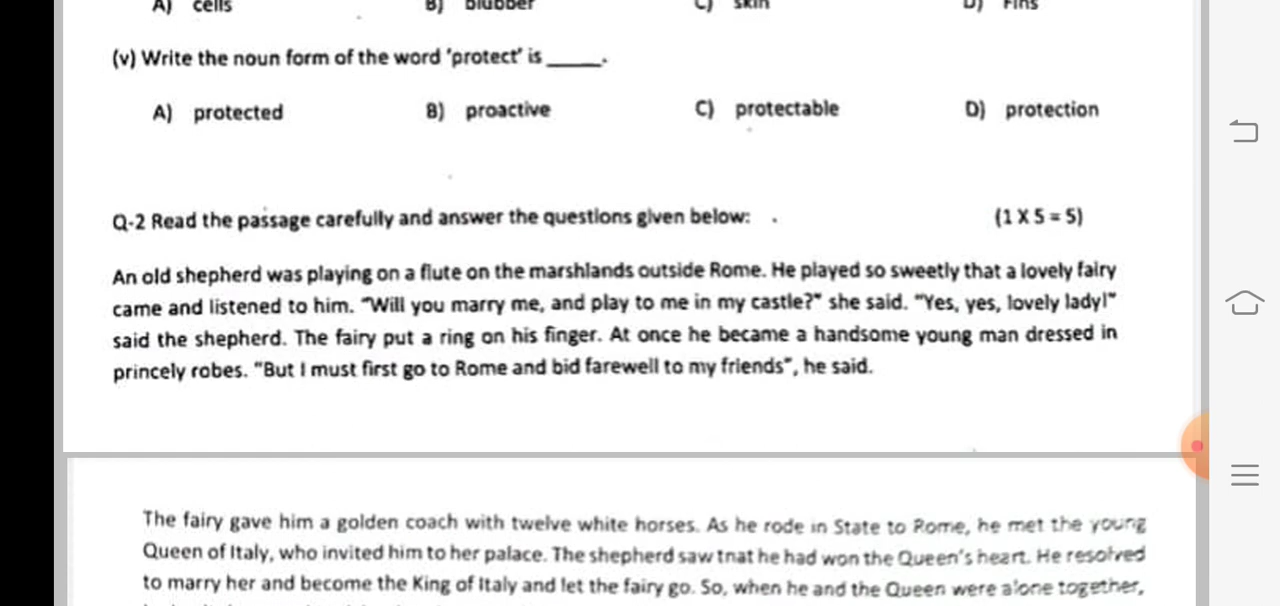 A) cells B) blubber C) skin D) Fins
(v) Write the noun form of the word 'protect' is_____.
A) protected B) proactive C) protectable D) protection
Q-2 Read the passage carefully and answer the questions given below: (1 X 5 = 5)
An old shepherd was playing on a flute on the marshlands outside Rome. He played so sweetly that a lovely fairy
came and listened to him. "Will you marry me, and play to me in my castle?" she said. "Yes, yes, lovely lady!"
said the shepherd. The fairy put a ring on his finger. At once he became a handsome young man dressed in
princely robes. "But I must first go to Rome and bid farewell to my friends", he said.
The fairy gave him a golden coach with twelve white horses. As he rode in State to Rome, he met the young
Queen of Italy, who invited him to her palace. The shepherd saw tnat he had won the Queen's heart. He resolved
to marry her and become the King of Italy and let the fairy go. So, when he and the Queen were alone together,